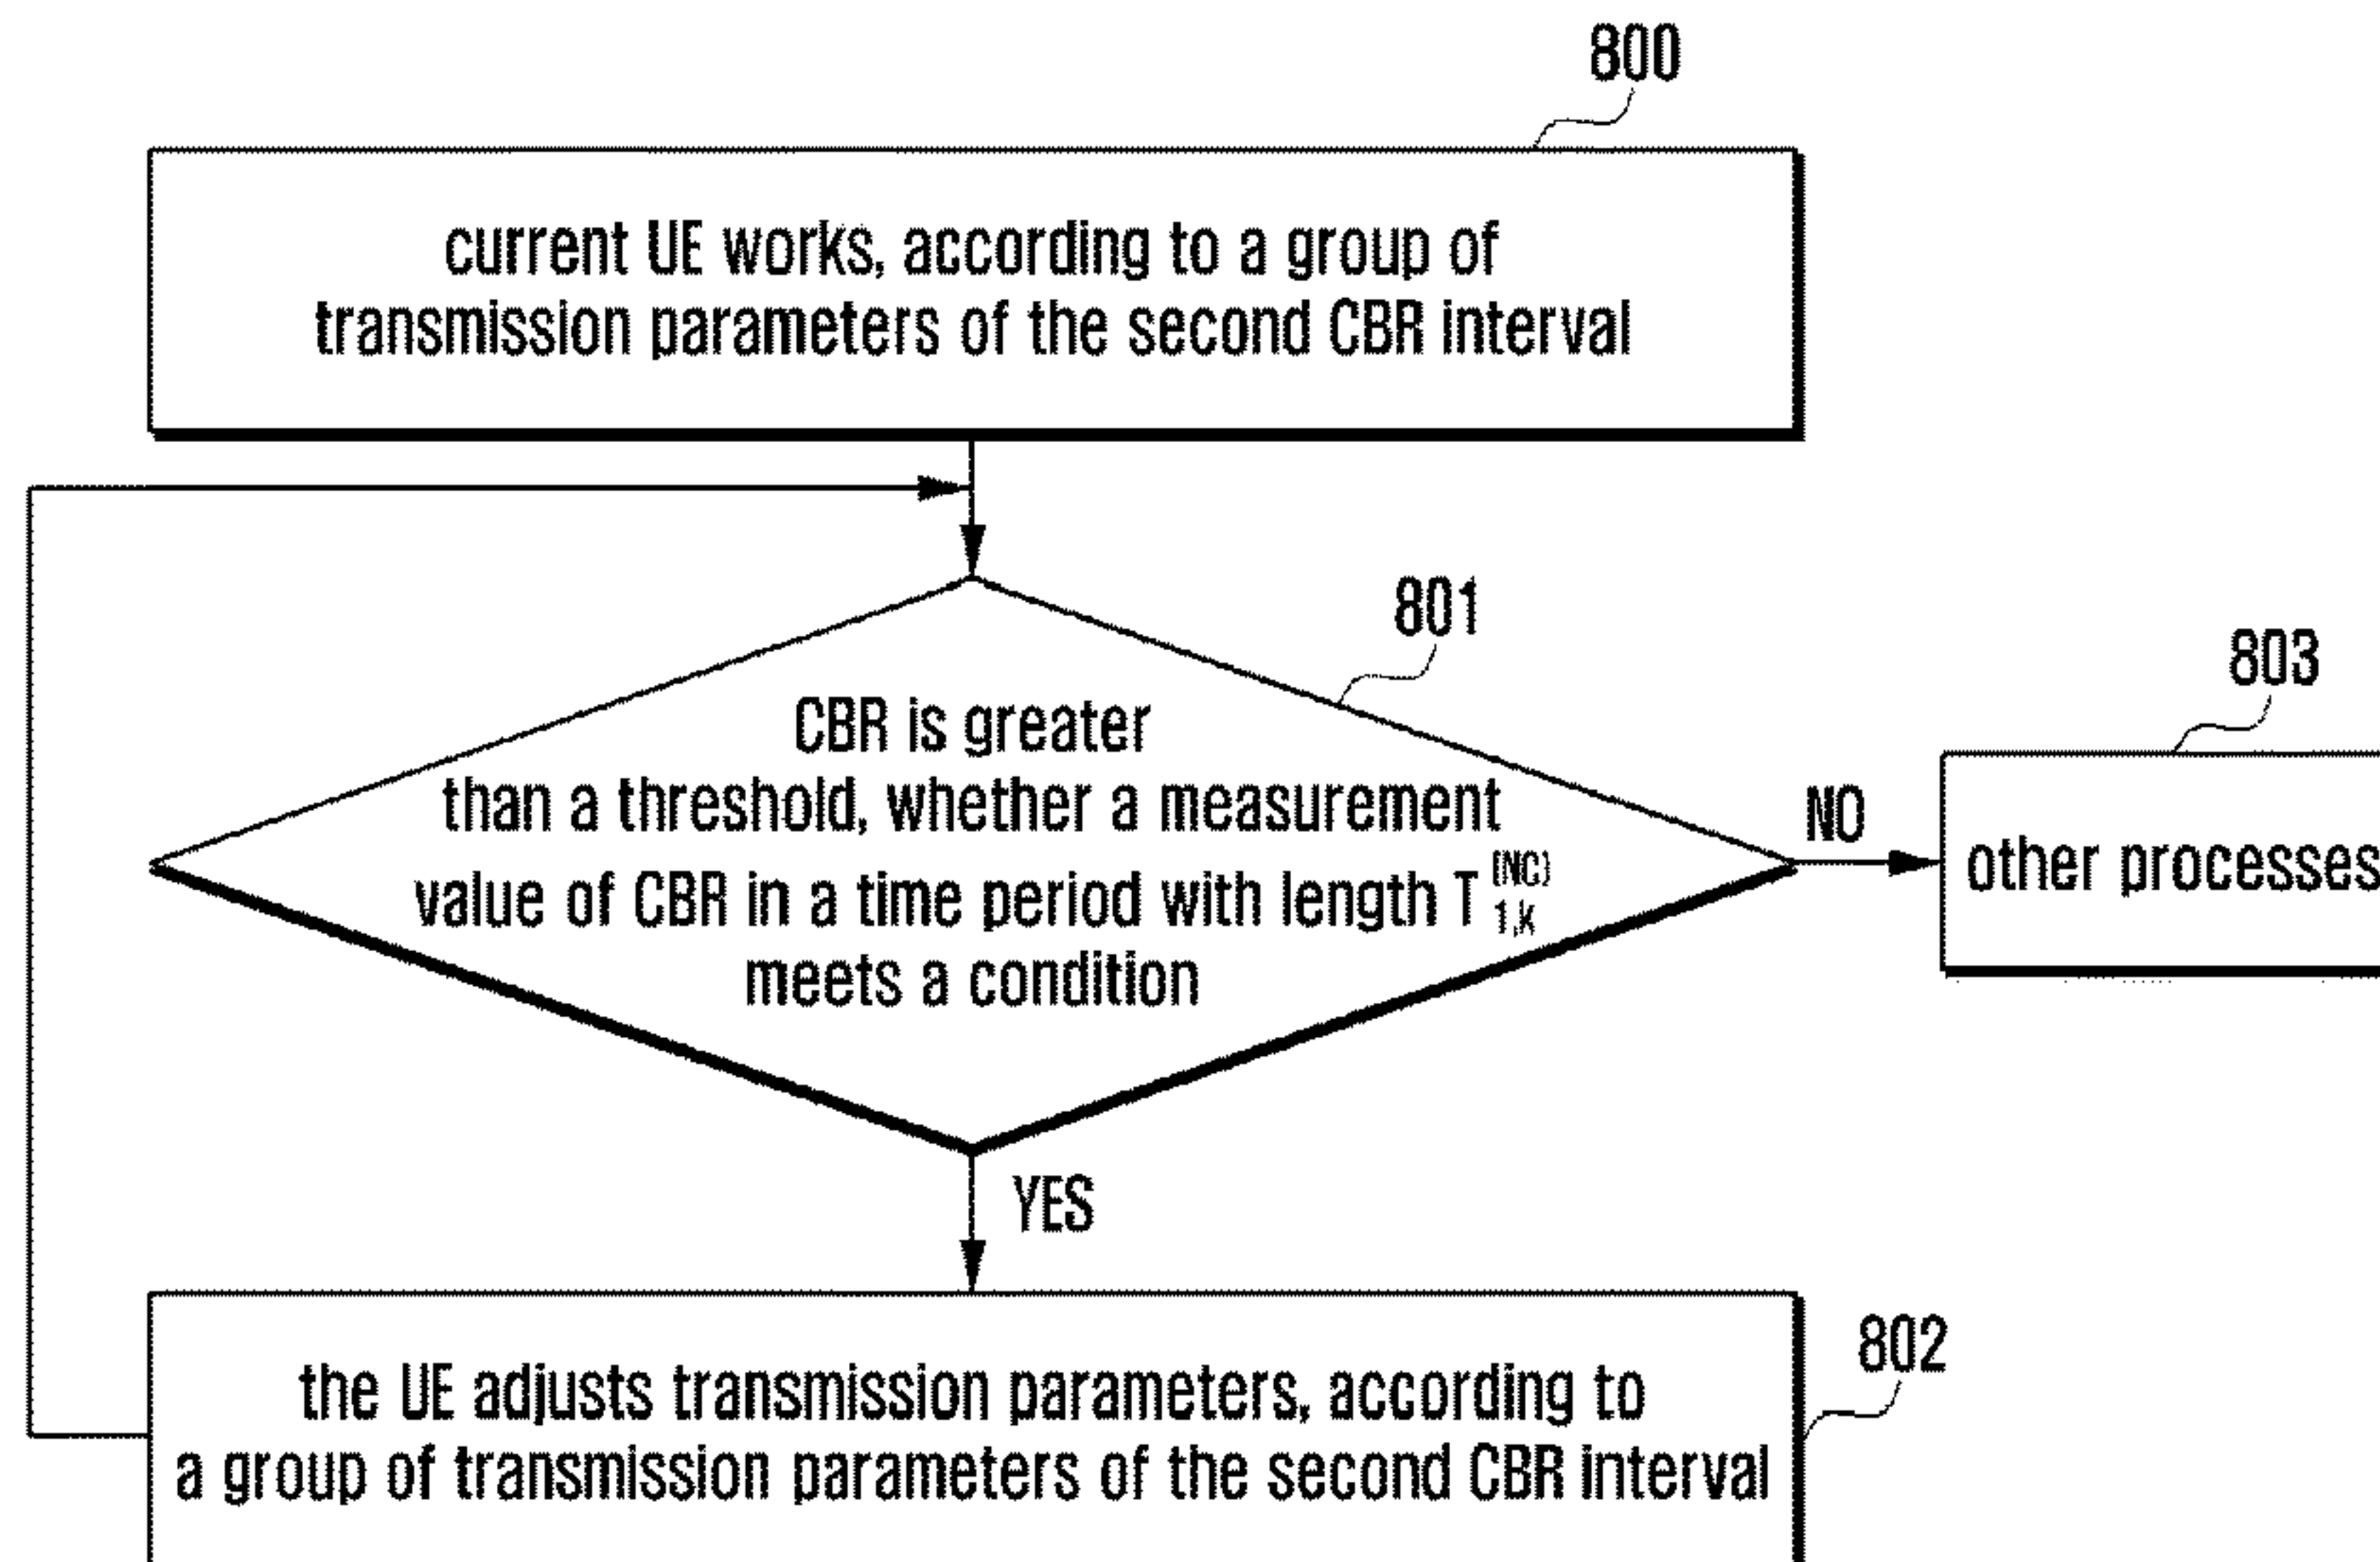 800
current UE works, according to a group of
transmission parameters of the second CBR interval
801
CBR is greater
than a threshold, whether a measurement
value of CBR in a time period with length T (NC) 1,k
meets a condition
NO
803
other processes
YES
802
the UE adjusts transmission parameters, according to
a group of transmission parameters of the second CBR interval